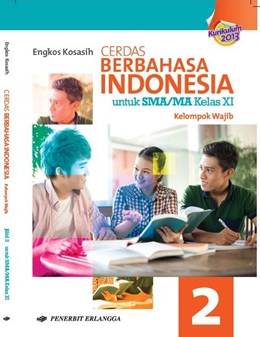 Engkos Kosasih
CERDAS BERBAHASA INDONESIA
Kelompok Wajib
Jilid 2 untuk SMA/MA Kelas XI
Engkos Kosasih
Kurikulum
2013
CERDAS
BERBAHASA
INDONESIA
untuk SMA/MA Kelas XI
Kelompok Wajib
2
PENERBIT ERLANGGA